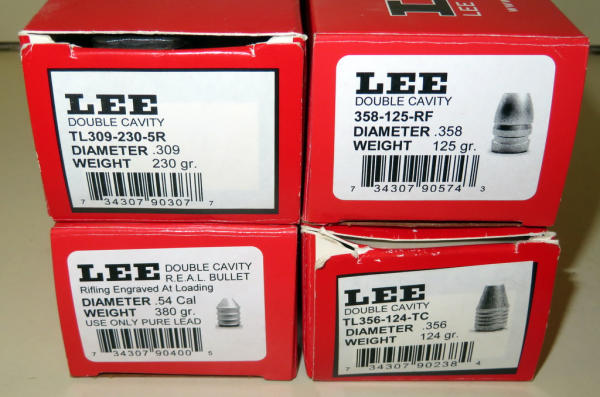 LEE
DOUBLE CAVITY
TL309-230-5R
DIAMETER .309
WEIGHT 230 gr.
7 34307 90307 7
LEE
www.
LEE
DOUBLE CAVITY
358-125-RF
DIAMETER .358
WEIGHT 125 gr.
7 34307 90574 3
LEE DOUBLE CAVITY
R.E.A.L. BULLET
Rifling Engraved At Loading
DIAMETER .54 Cal
WEIGHT 380 gr.
USE ONLY PURE LEAD
7 34307 90400 5
LEE
DOUBLE CAVITY
TL356-124-TC
DIAMETER .356
WEIGHT 124 gr.
7 34307 90238 4